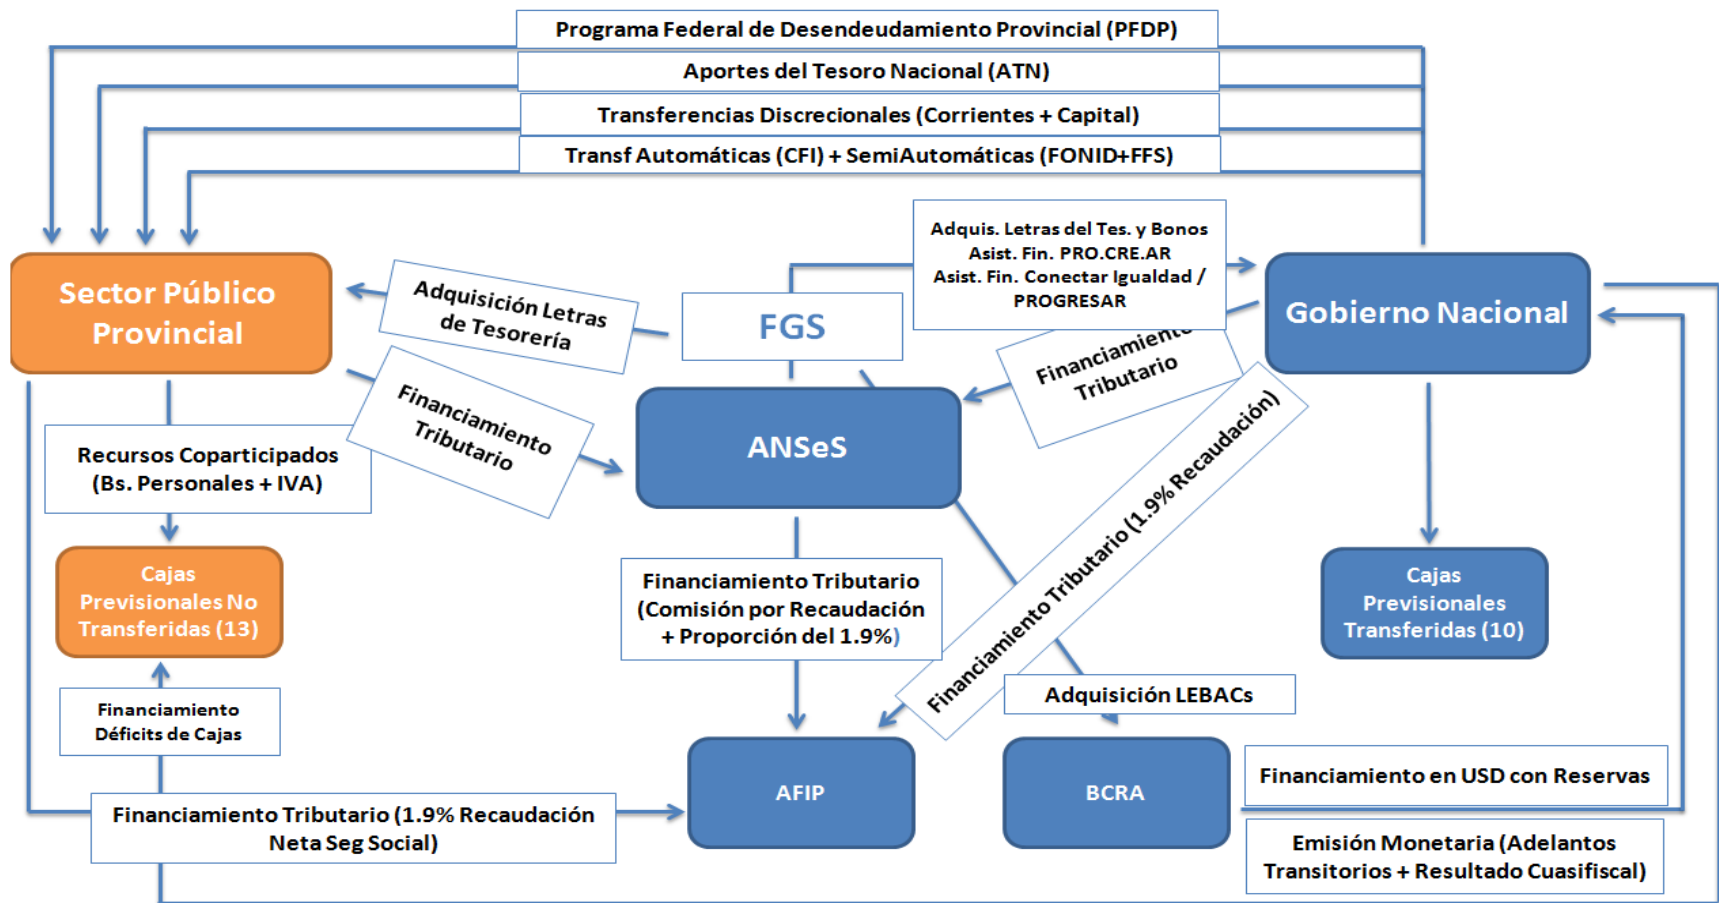 Programa Federal de Desendeudamiento Provincial (PFDP)
Aportes del Tesoro Nacional (ATN)
Transferencias Discrecionales (Corrientes + Capital)
Transf Automáticas (CFI) + SemiAutomáticas (FONID+FFS)
Sector Público
Provincial
Adquisición Letras
de Tesorería
FGS
Adquis. Letras del Tes. y Bonos
Asist. Fin. PRO.CRE.AR
Asist. Fin. Conectar Igualdad /
PROGRESAR
Gobierno Nacional
Financiamiento
Tributario
Financiamiento
Tributario
ANSeS
Recursos Coparticipados
(Bs. Personales + IVA)
Financiamiento Tributario (1.9% Recaudación)
Cajas
Previsionales No
Transferidas (13)
Financiamiento Tributario
(Comisión por Recaudación
+ Proporción del 1.9%)
Cajas
Previsionales
Transferidas (10)
Financiamiento
Déficits de Cajas
Adquisición LEBACs
AFIP
BCRA
Financiamiento en USD con Reservas
Financiamiento Tributario (1.9% Recaudación
Neta Seg Social)
Emisión Monetaria (Adelantos
Transitorios + Resultado Cuasifiscal)